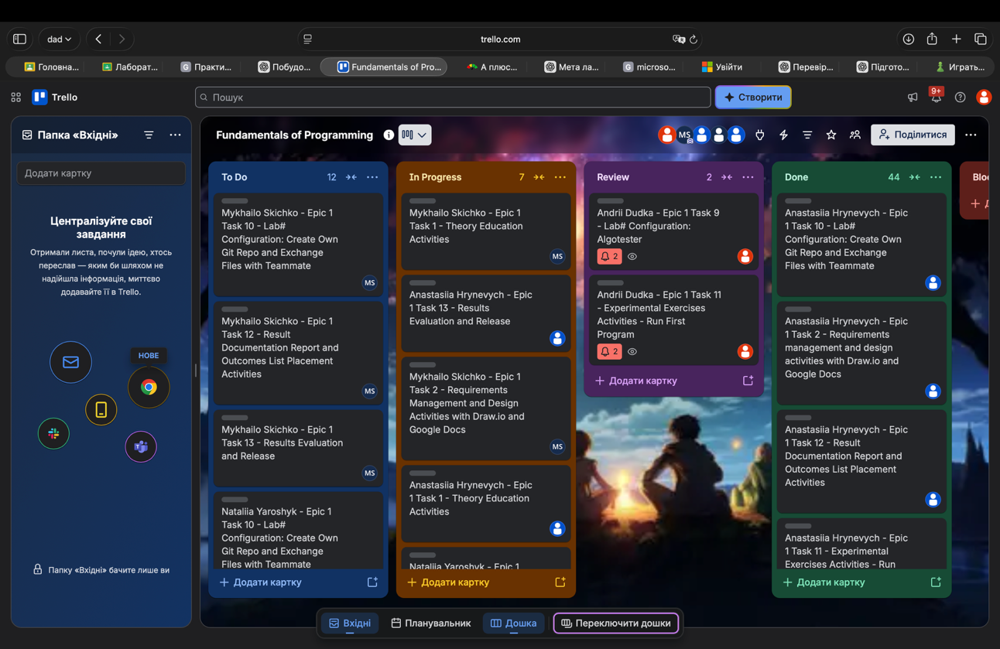 dad
trello.com
Головна...
Лаборат...
Практи...
Побудо...
Fundamentals of Pro...
А плюс...
Мета ла...
microso...
Увійти
Перевір...
Підгото...
Играть...
Trello
Пошук
Створити
9+
Папка «Вхідні»
Додати картку
Централізуйте свої
завдання
Отримали листа, почули ідею, хтось
переслав — яким би шляхом не
надійшла інформація, миттєво
додавайте її в Trello.
НОВЕ
Папку «Вхідні» бачите лише ви
Fundamentals of Programming
MS
Поділитися
To Do 12
Mykhailo Skichko - Epic 1
Task 10 - Lab#
Configuration: Create Own
Git Repo and Exchange
Files with Teammate
MS
Mykhailo Skichko - Epic 1
Task 12 - Result
Documentation Report and
Outcomes List Placement
Activities
MS
Mykhailo Skichko - Epic 1
Task 13 - Results Evaluation
and Release
MS
Nataliia Yaroshyk - Epic 1
Task 10 - Lab#
Configuration: Create Own
Git Repo and Exchange
Files with Teammate
Додати картку
In Progress 7
Mykhailo Skichko - Epic 1
Task 1 - Theory Education
Activities
MS
Anastasiia Hrynevych - Epic
1 Task 13 - Results
Evaluation and Release
Mykhailo Skichko - Epic 1
Task 2 - Requirements
Management and Design
Activities with Draw.io and
Google Docs
MS
Anastasiia Hrynevych - Epic
1 Task 1 - Theory Education
Activities
Nataliia Yaroshyk - Epic 1
Додати картку
Review 2
Andrii Dudka - Epic 1 Task 9
- Lab# Configuration:
Algotester
2
Andrii Dudka - Epic 1 Task 11
- Experimental Exercises
Activities - Run First
Program
2
Додати картку
Done 44
Anastasiia Hrynevych - Epic
1 Task 10 - Lab#
Configuration: Create Own
Git Repo and Exchange
Files with Teammate
Anastasiia Hrynevych - Epic
1 Task 2 - Requirements
management and design
activities with Draw.io and
Google Docs
Anastasiia Hrynevych - Epic
1 Task 12 - Result
Documentation Report and
Outcomes List Placement
Activities
Anastasiia Hrynevych - Epic
1 Task 11 - Experimental
Exercises Activities - Run
Додати картку
Вхідні
Планувальник
Дошка
Переключити дошки